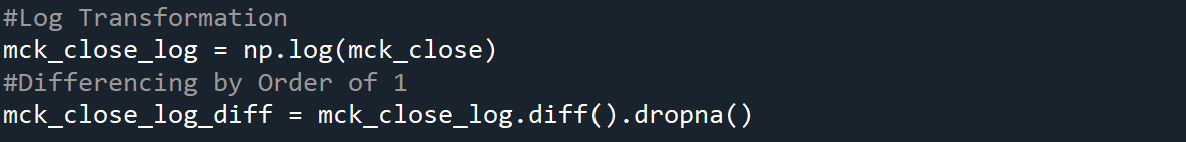 #Log Transformation
mck_close_log = np.log(mck_close)
#Differencing by Order of 1
mck_close_log_diff = mck_close_log.diff().dropna()